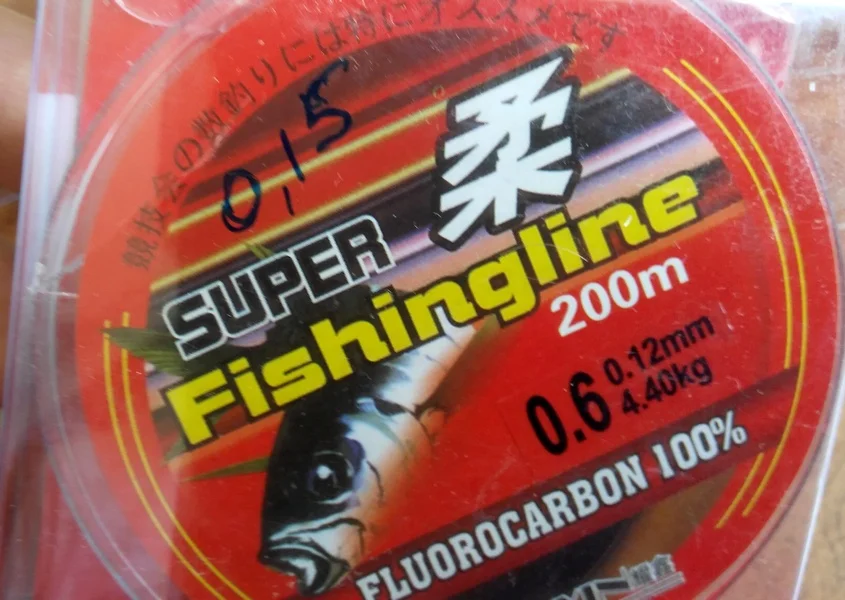 競技会の数釣りには特にオススメです
0,15
柔
SUPER
Fishingline
200m
0.6
0.12mm
4.40kg
FLUOROCARBON 100%